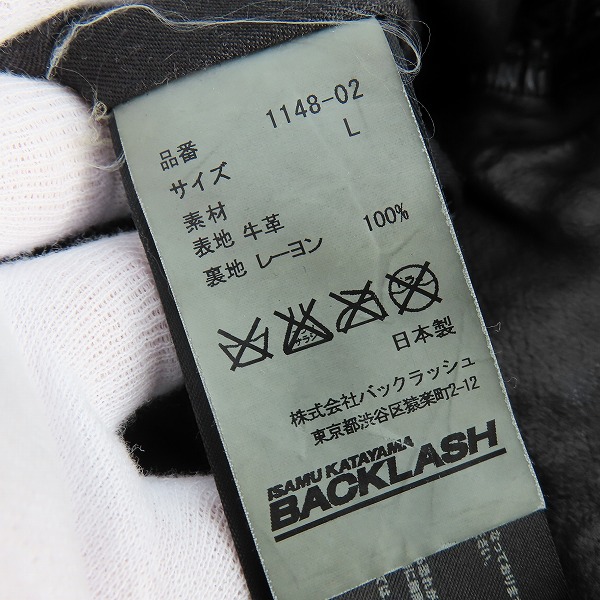 品番 1148-02
サイズ L
素材
表地 牛革
裏地 レーヨン 100%
日本製
株式会社バックラッシュ
東京都渋谷区猿楽町2-12
ISAMU KATAYAMA
BACKLASH